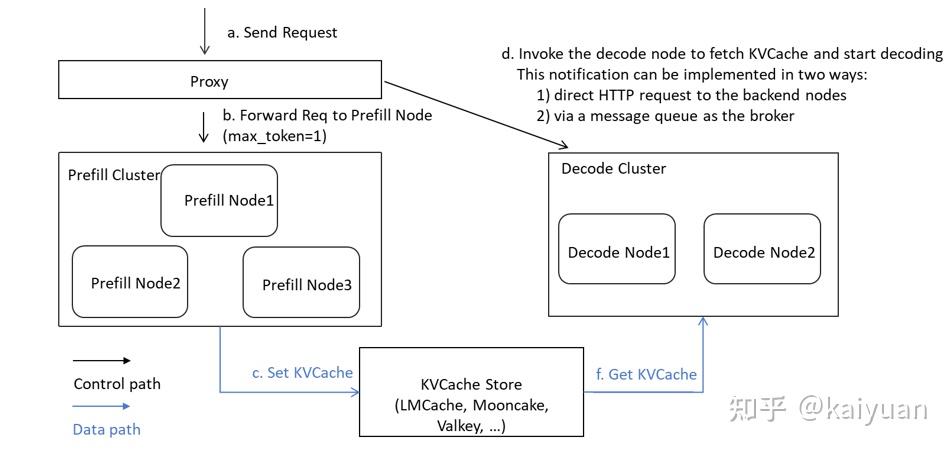 a. Send Request
Proxy
d. Invoke the decode node to fetch KVCache and start decoding
This notification can be implemented in two ways:
1) direct HTTP request to the backend nodes
2) via a message queue as the broker
b. Forward Req to Prefill Node
(max_token=1)
Prefill Cluster
Prefill Node1
Prefill Node2
Prefill Node3
Decode Cluster
Decode Node1
Decode Node2
c. Set KVCache
f. Get KVCache
KVCache Store
(LMCache, Mooncake,
Valkey, ...)
Control path
Data path
知乎 @kaiyuan